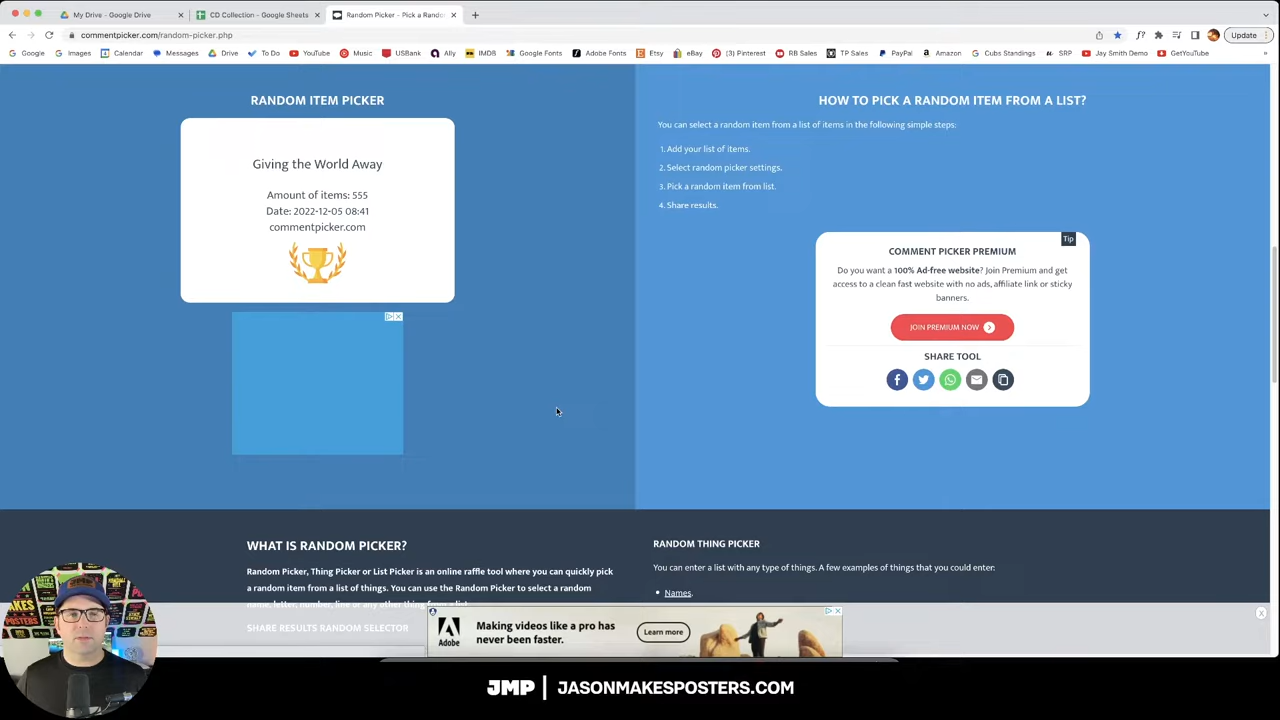 My Drive - Google Drive
CD Collection - Google Sheets
Random Picker - Pick a Rando
commentpicker.com/random-picker.php
Update
Google
Images
Calendar
Messages
Drive
To Do
YouTube
Music
USBank
Ally
IMDB
Google Fonts
Adobe Fonts
Etsy
eBay
(3) Pinterest
RB Sales
TP Sales
PayPal
Amazon
Cubs Standings
SRP
Jay Smith Demo
GetYouTube
RANDOM ITEM PICKER
Giving the World Away
Amount of items: 555
Date: 2022-12-05 08:41
commentpicker.com
HOW TO PICK A RANDOM ITEM FROM A LIST?
You can select a random item from a list of items in the following simple steps:
1. Add your list of items.
2. Select random picker settings.
3. Pick a random item from list.
4. Share results.
Tip
COMMENT PICKER PREMIUM
Do you want a 100% Ad-free website? Join Premium and get
access to a clean fast website with no ads, affiliate link or sticky
banners.
JOIN PREMIUM NOW
SHARE TOOL
WHAT IS RANDOM PICKER?
Random Picker, Thing Picker or List Picker is an online raffle tool where you can quickly pick
a random item from a list of things. You can use the Random Picker to select a random
name, letter, number, line or any other thing from a list.
SHARE RESULTS RANDOM SELECTOR
RANDOM THING PICKER
You can enter a list with any type of things. A few examples of things that you could enter:
• Names.
Adobe
Making videos like a pro has
never been faster.
Learn more
JMP | JASONMAKESPOSTERS.COM